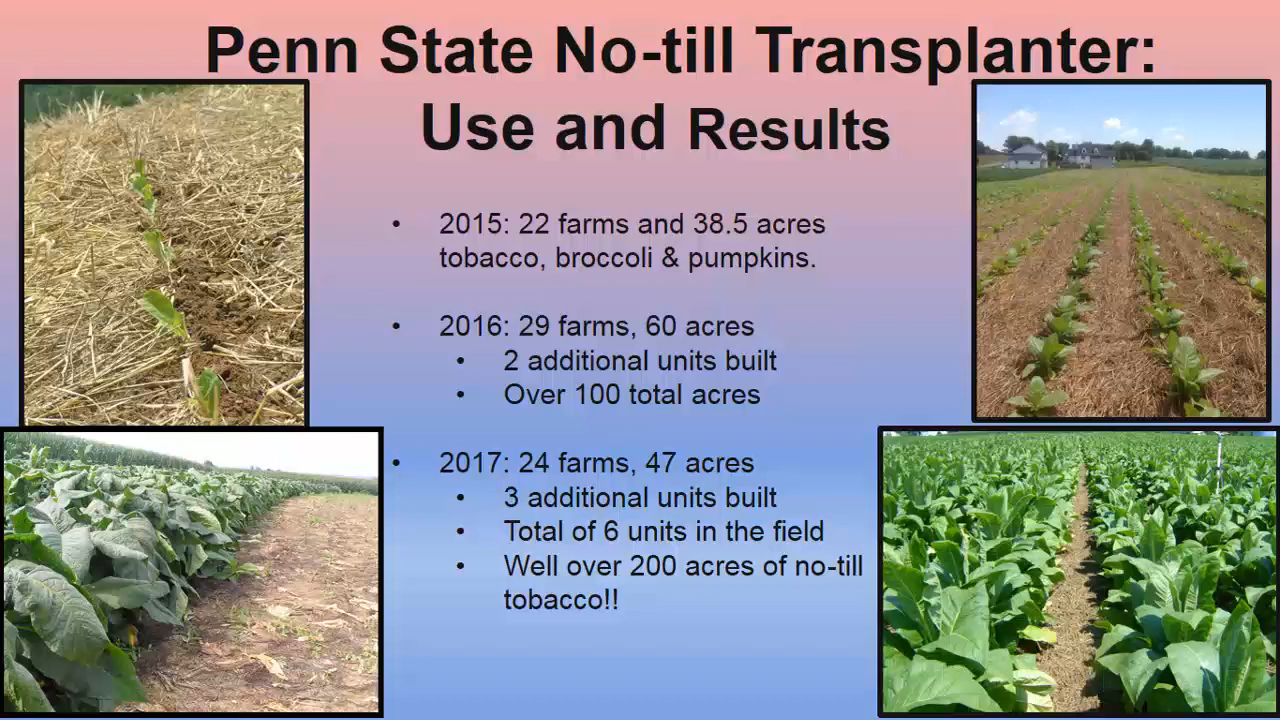 Penn State No-till Transplanter:
Use and Results
• 2015: 22 farms and 38.5 acres
tobacco, broccoli & pumpkins.
• 2016: 29 farms, 60 acres
• 2 additional units built
• Over 100 total acres
• 2017: 24 farms, 47 acres
• 3 additional units built
• Total of 6 units in the field
• Well over 200 acres of no-till
tobacco!!